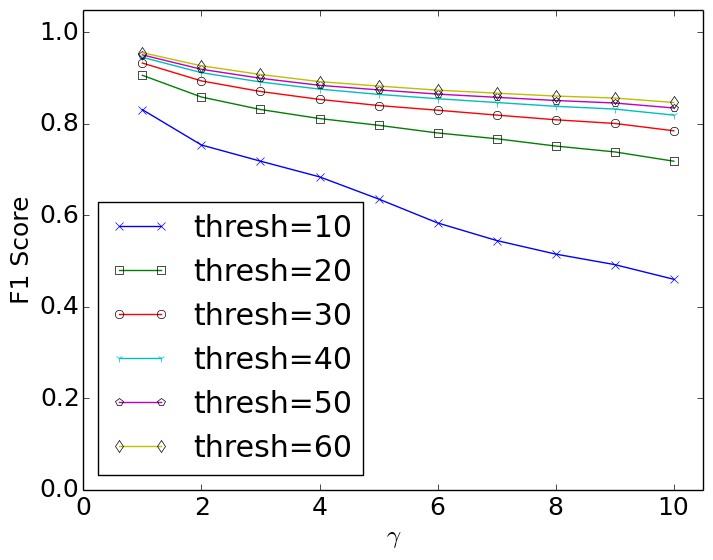 1.0
0.8
0.6
0.4
0.2
0.0
F1 Score
thresh=10
thresh=20
thresh=30
thresh=40
thresh=50
thresh=60
0 2 4 6 8 10
γ